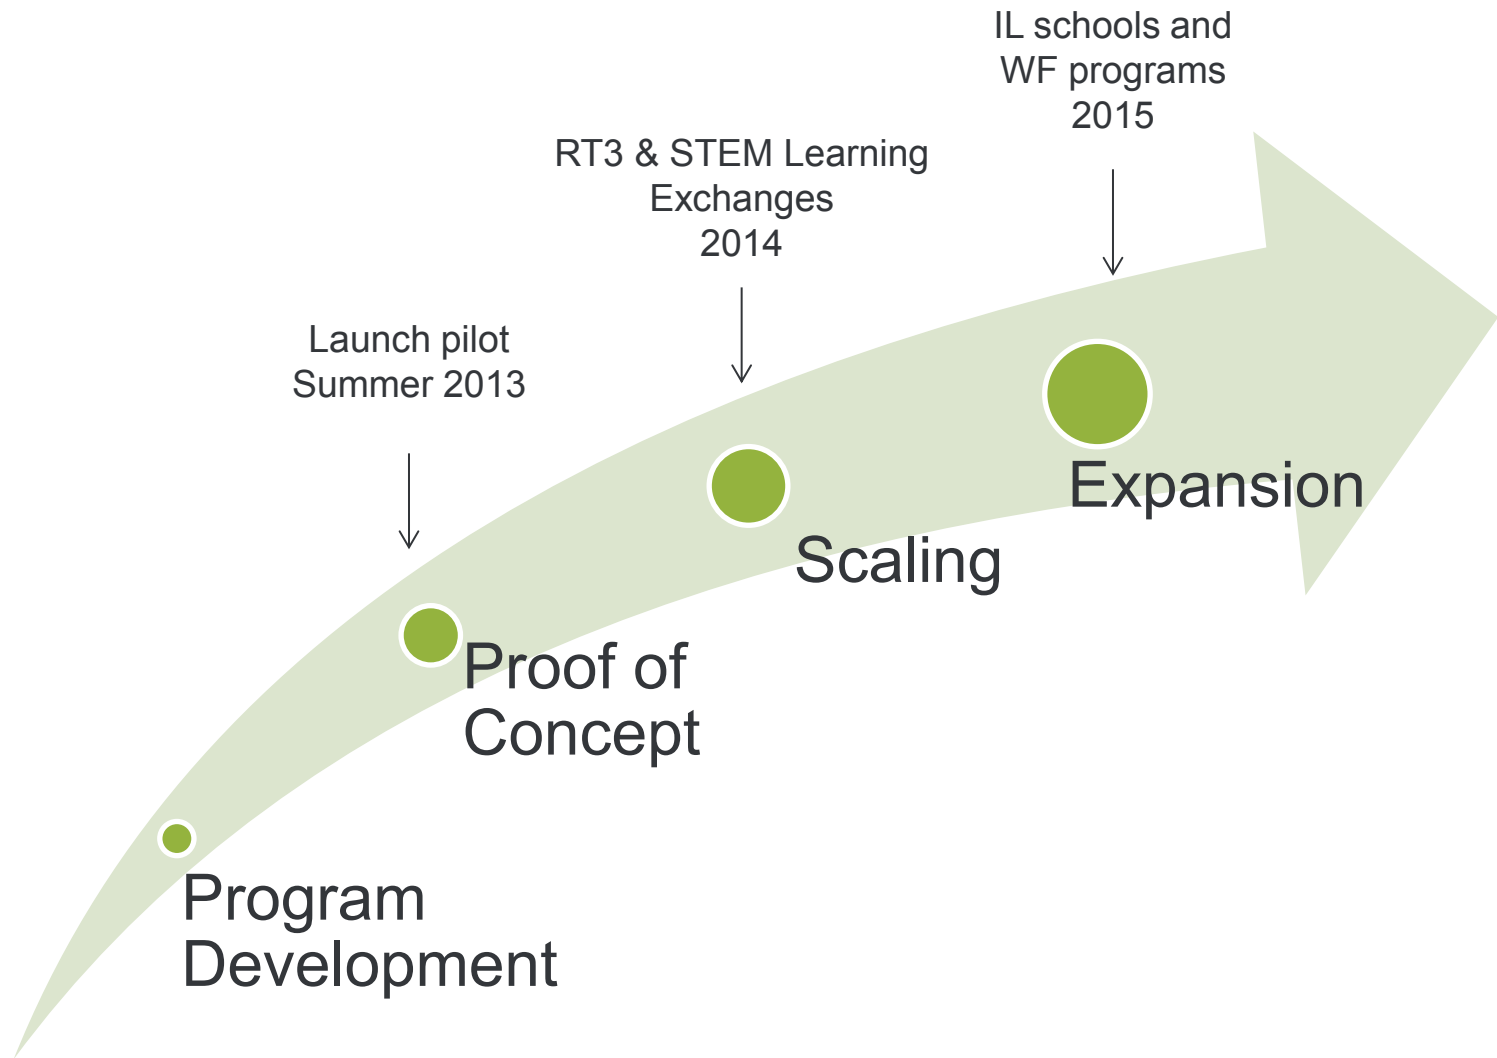 IL schools and
WF programs
2015
RT3 & STEM Learning
Exchanges
2014
Launch pilot
Summer 2013
Expansion
Scaling
Proof of
Concept
Program
Development